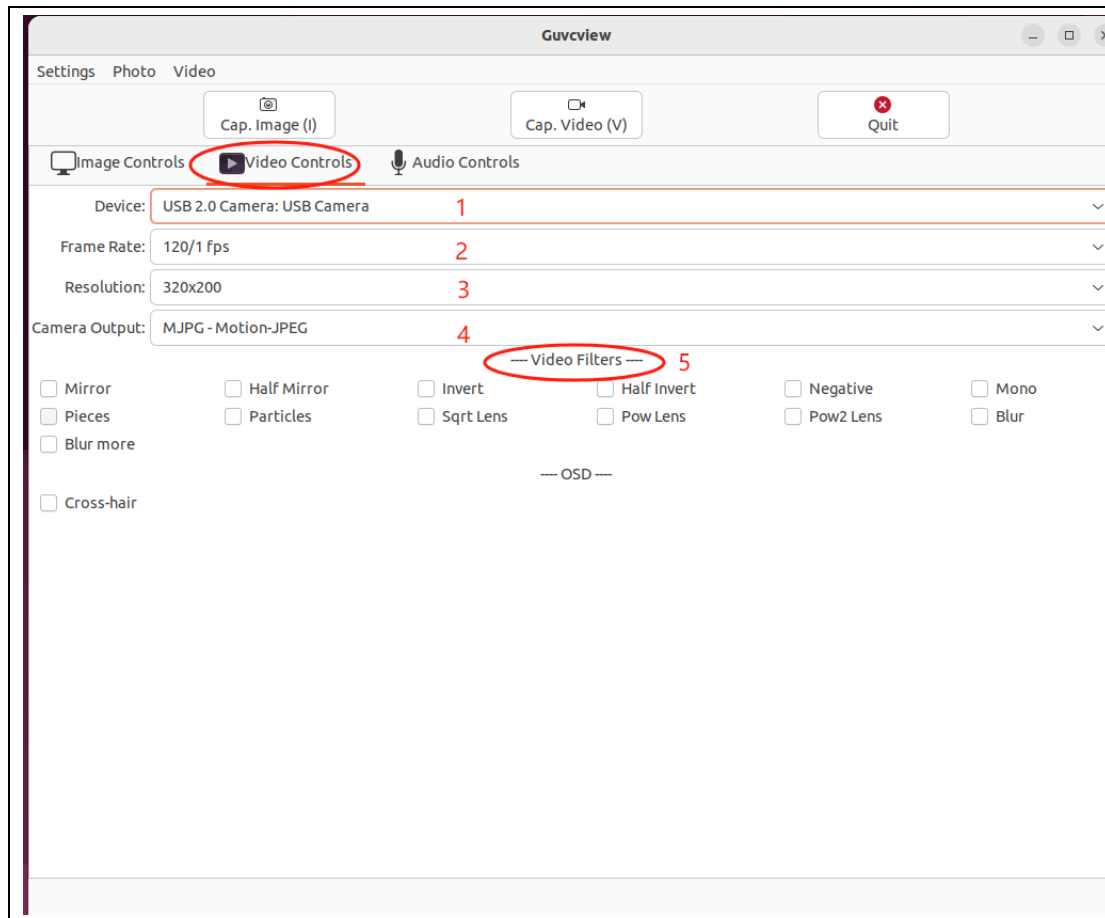 Guvcview
Settings Photo Video
Cap. Image (I) Cap. Video (V) Quit
Image Controls Video Controls Audio Controls
Device: USB 2.0 Camera: USB Camera 1
Frame Rate: 120/1 fps 2
Resolution: 320x200 3
Camera Output: MJPG - Motion-JPEG 4
---- Video Filters ---- 5
Mirror Half Mirror Invert Half Invert Negative Mono
Pieces Particles Sqrt Lens Pow Lens Pow2 Lens Blur
Blur more
---- OSD ----
Cross-hair